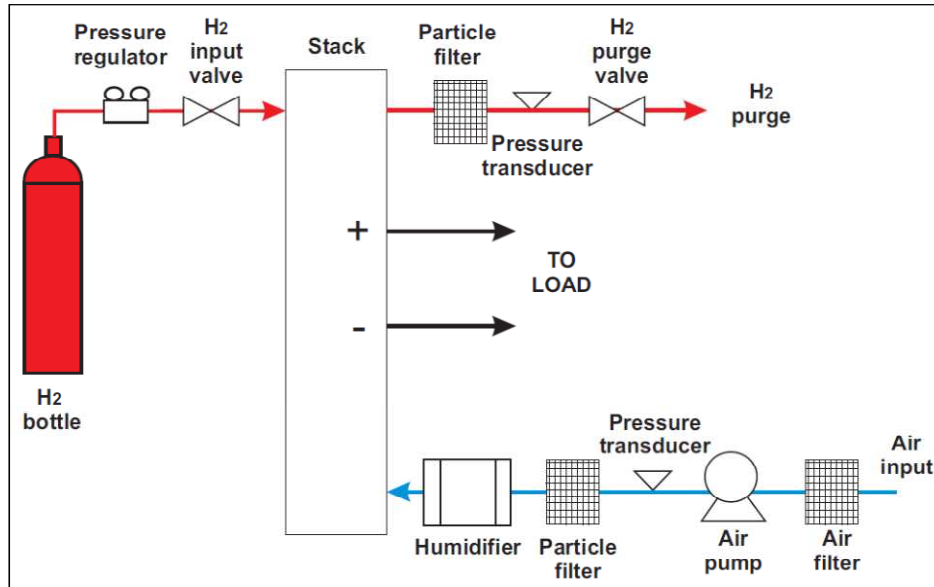 Pressure
regulator
H2
input
valve
Stack
Particle
filter
H2
purge
valve
H2
purge
Pressure
transducer
+
TO
LOAD
-
H2
bottle
Pressure
transducer
Air
input
Humidifier
Particle
filter
Air
pump
Air
filter